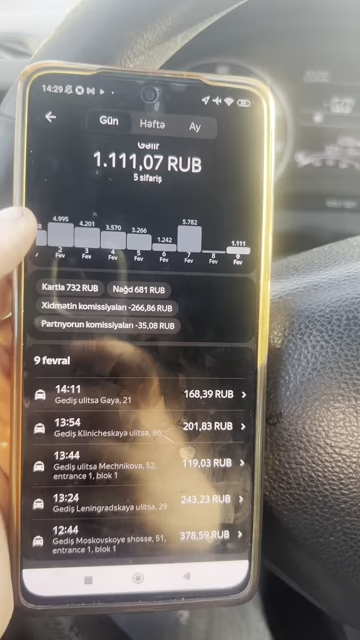 14:29
Gün Həftə Ay
Gəlir
1.111,07 RUB
5 sifariş
4.995 4.201 3.570 3.266 1.242 5.782 1.111
2 3 4 5 6 7 8 9
Fev Fev Fev Fev Fev Fev Fev Fev
Kartla 732 RUB Nağd 681 RUB
Xidmətin komissiyaları -266,86 RUB
Partnyorun komissiyaları -35,08 RUB
9 fevral
14:11
Gediş ulitsa Gaya, 21
168,39 RUB
13:54
Gediş Klinicheskaya ulitsa, 86
201,83 RUB
13:44
Gediş ulitsa Mechnikova, 52,
entrance 1, blok 1
119,03 RUB
13:24
Gediş Leningradskaya ulitsa, 29
243,23 RUB
12:44
Gediş Moskovskoye shosse, 51,
entrance 1, blok 1
378,59 RUB